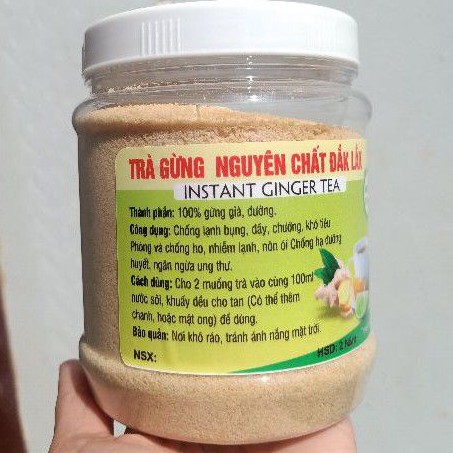 TRÀ GỪNG NGUYÊN CHẤT ĐẮK LẮK
INSTANT GINGER TEA
Thành phần: 100% gừng già, đường.
Công dụng: Chống lạnh bụng, đầy, chướng, khó tiêu
Phòng và chống ho, nhiễm lạnh, nôn ói Chống hạ đường
huyết, ngăn ngừa ung thư.
Cách dùng: Cho 2 muống trà vào cùng 100ml
nước sôi, khuấy đều cho tan (Có thể thêm
chanh, hoặc mật ong) để dùng.
Bảo quản: Nơi khô ráo, tránh ánh nắng mặt trời.
NSX:
HSD: 2 Năm